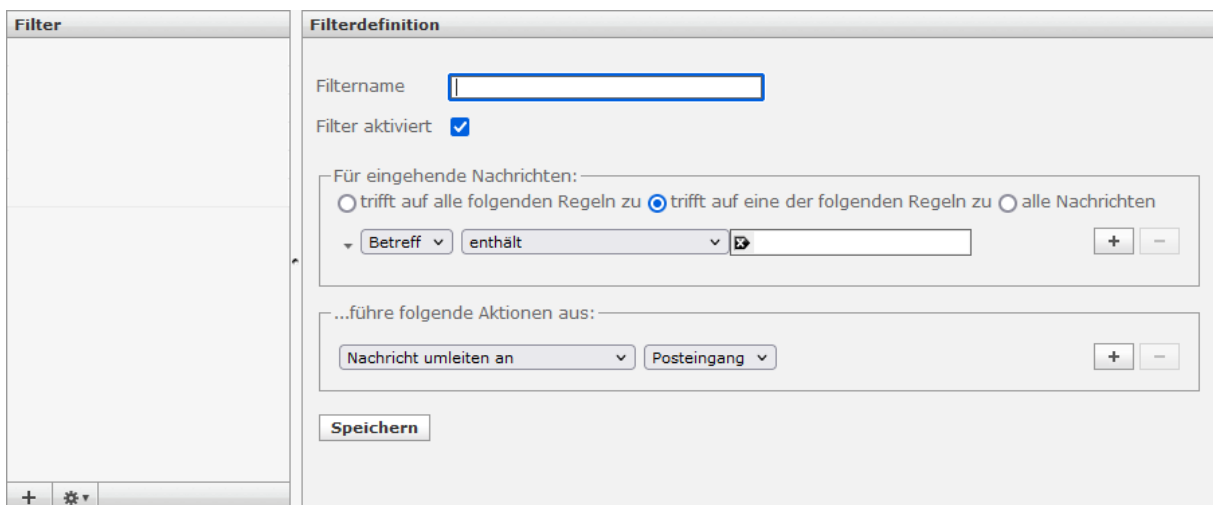 Filter
Filterdefinition
Filtername
Filter aktiviert
Für eingehende Nachrichten:
trifft auf alle folgenden Regeln zu trifft auf eine der folgenden Regeln zu alle Nachrichten
Betreff enthält + −
...führe folgende Aktionen aus:
Nachricht umleiten an Posteingang + −
Speichern
+